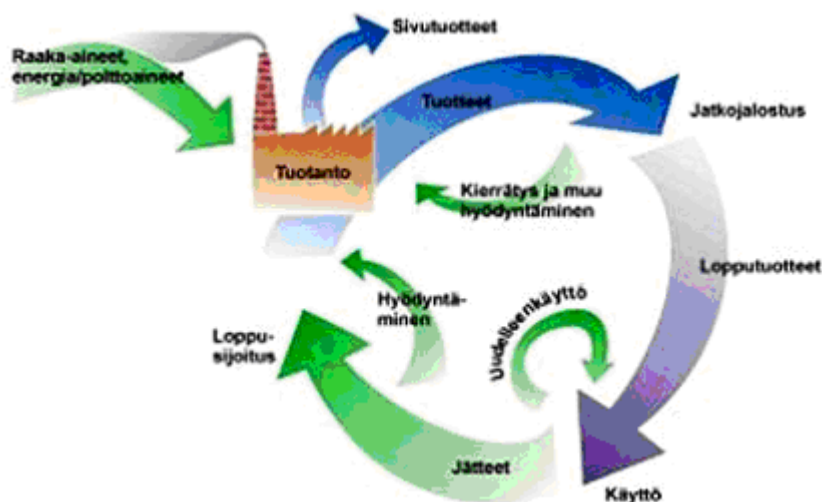 Sivutuotteet
Raaka-aineet,
energia/polttoaineet
Tuotteet
Jatkojalostus
Tuotanto
Kierrätys ja muu
hyödyntäminen
Lopputuotteet
Hyödyntä-
minen
Uudelleenkäyttö
Loppu-
sijoitus
Jätteet
Käyttö